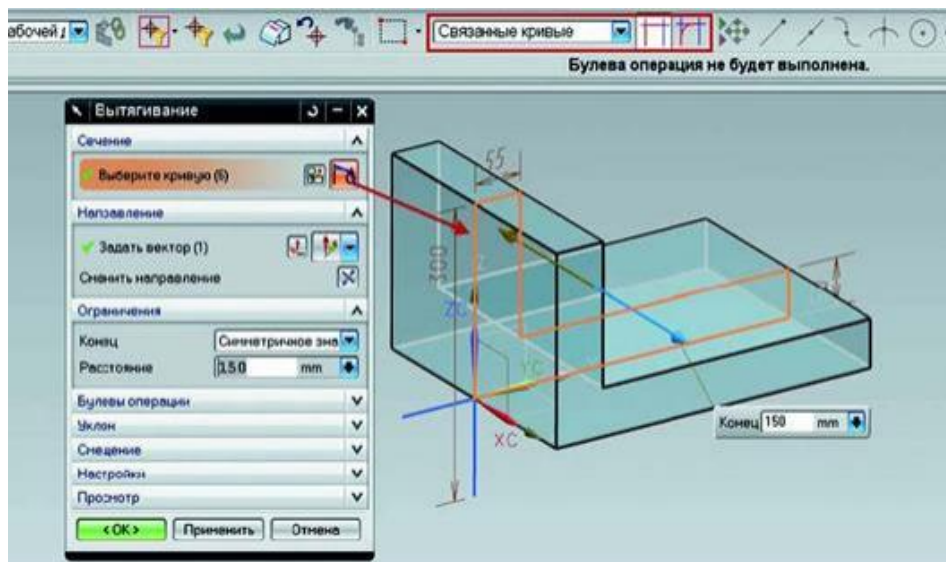 абочей д
Связанные кривые
Булева операция не будет выполнена.
Вытягивание
Сечение
Выберите кривую (6)
Направление
Задать вектор (1)
Сменить направление
Ограничения
Конец Симметричное зна
Расстояние 150 mm
Булевы операции
Уклон
Смещение
Настройки
Просмотр
<OK> Применить Отмена
55
300
ZC
YC
XC
Конец 150 mm